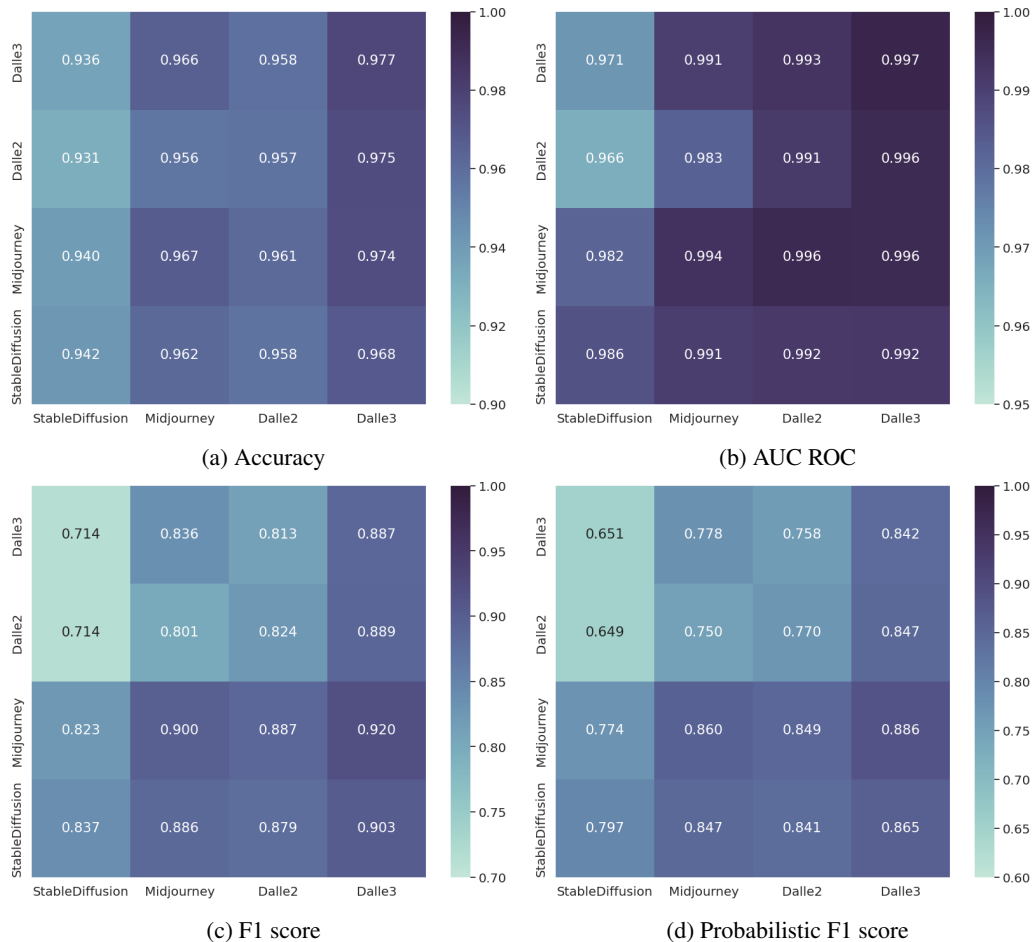 Dalle3 0.936 0.966 0.958 0.977
Dalle2 0.931 0.956 0.957 0.975
Midjourney 0.940 0.967 0.961 0.974
StableDiffusion 0.942 0.962 0.958 0.968
StableDiffusion Midjourney Dalle2 Dalle3
1.00
0.98
0.96
0.94
0.92
0.90
(a) Accuracy
Dalle3 0.971 0.991 0.993 0.997
Dalle2 0.966 0.983 0.991 0.996
Midjourney 0.982 0.994 0.996 0.996
StableDiffusion 0.986 0.991 0.992 0.992
StableDiffusion Midjourney Dalle2 Dalle3
1.00
0.99
0.98
0.97
0.96
0.95
(b) AUC ROC
Dalle3 0.714 0.836 0.813 0.887
Dalle2 0.714 0.801 0.824 0.889
Midjourney 0.823 0.900 0.887 0.920
StableDiffusion 0.837 0.886 0.879 0.903
StableDiffusion Midjourney Dalle2 Dalle3
1.00
0.95
0.90
0.85
0.80
0.75
0.70
(c) F1 score
Dalle3 0.651 0.778 0.758 0.842
Dalle2 0.649 0.750 0.770 0.847
Midjourney 0.774 0.860 0.849 0.886
StableDiffusion 0.797 0.847 0.841 0.865
StableDiffusion Midjourney Dalle2 Dalle3
1.00
0.95
0.90
0.85
0.80
0.75
0.70
0.65
0.60
(d) Probabilistic F1 score